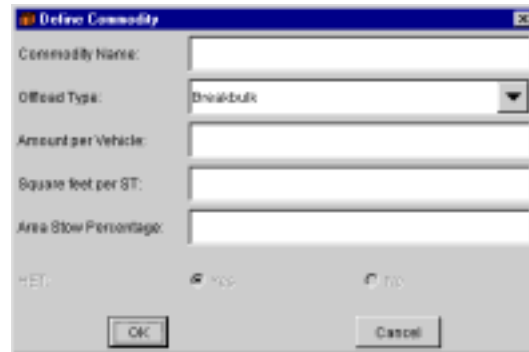 Define Commodity
Commodity Name:
Offload Type: Breakbulk
Amount per Vehicle:
Square feet per ST:
Area Stow Percentage:
HET: Yes No
OK Cancel